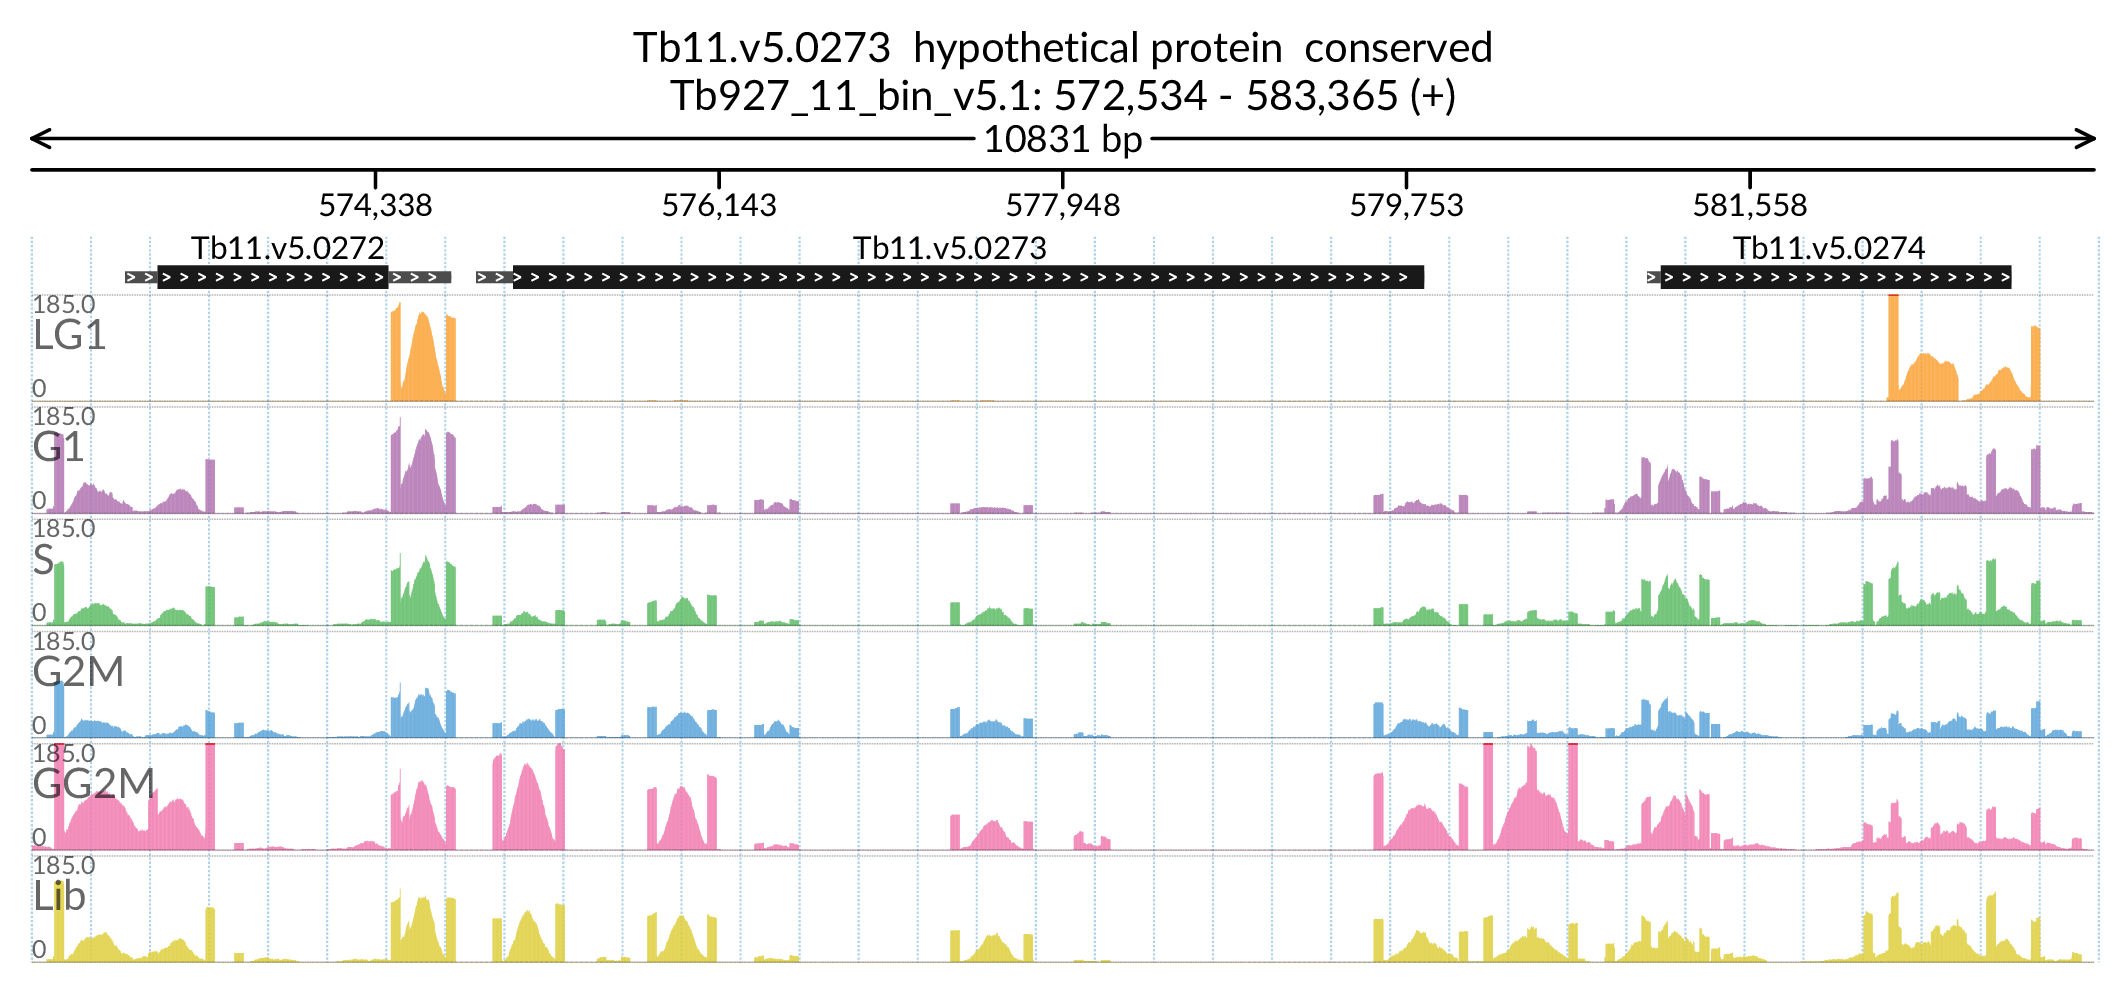 Tb11.v5.0273 hypothetical protein conserved
Tb927_11_bin_v5.1: 572,534 - 583,365 (+)
10831 bp
574,338 576,143 577,948 579,753 581,558
Tb11.v5.0272 Tb11.v5.0273 Tb11.v5.0274
185.0
LG1
0
185.0
G1
0
185.0
S
0
185.0
G2M
0
185.0
GG2M
0
185.0
Lib
0